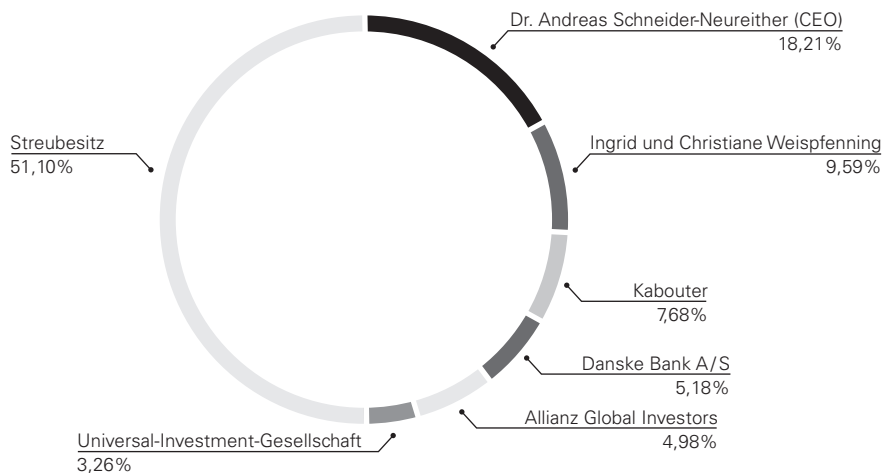 Dr. Andreas Schneider-Neureither (CEO)
18,21%
Ingrid und Christiane Weispfenning
9,59%
Kabouter
7,68%
Danske Bank A/S
5,18%
Allianz Global Investors
4,98%
Universal-Investment-Gesellschaft
3,26%
Streubesitz
51,10%